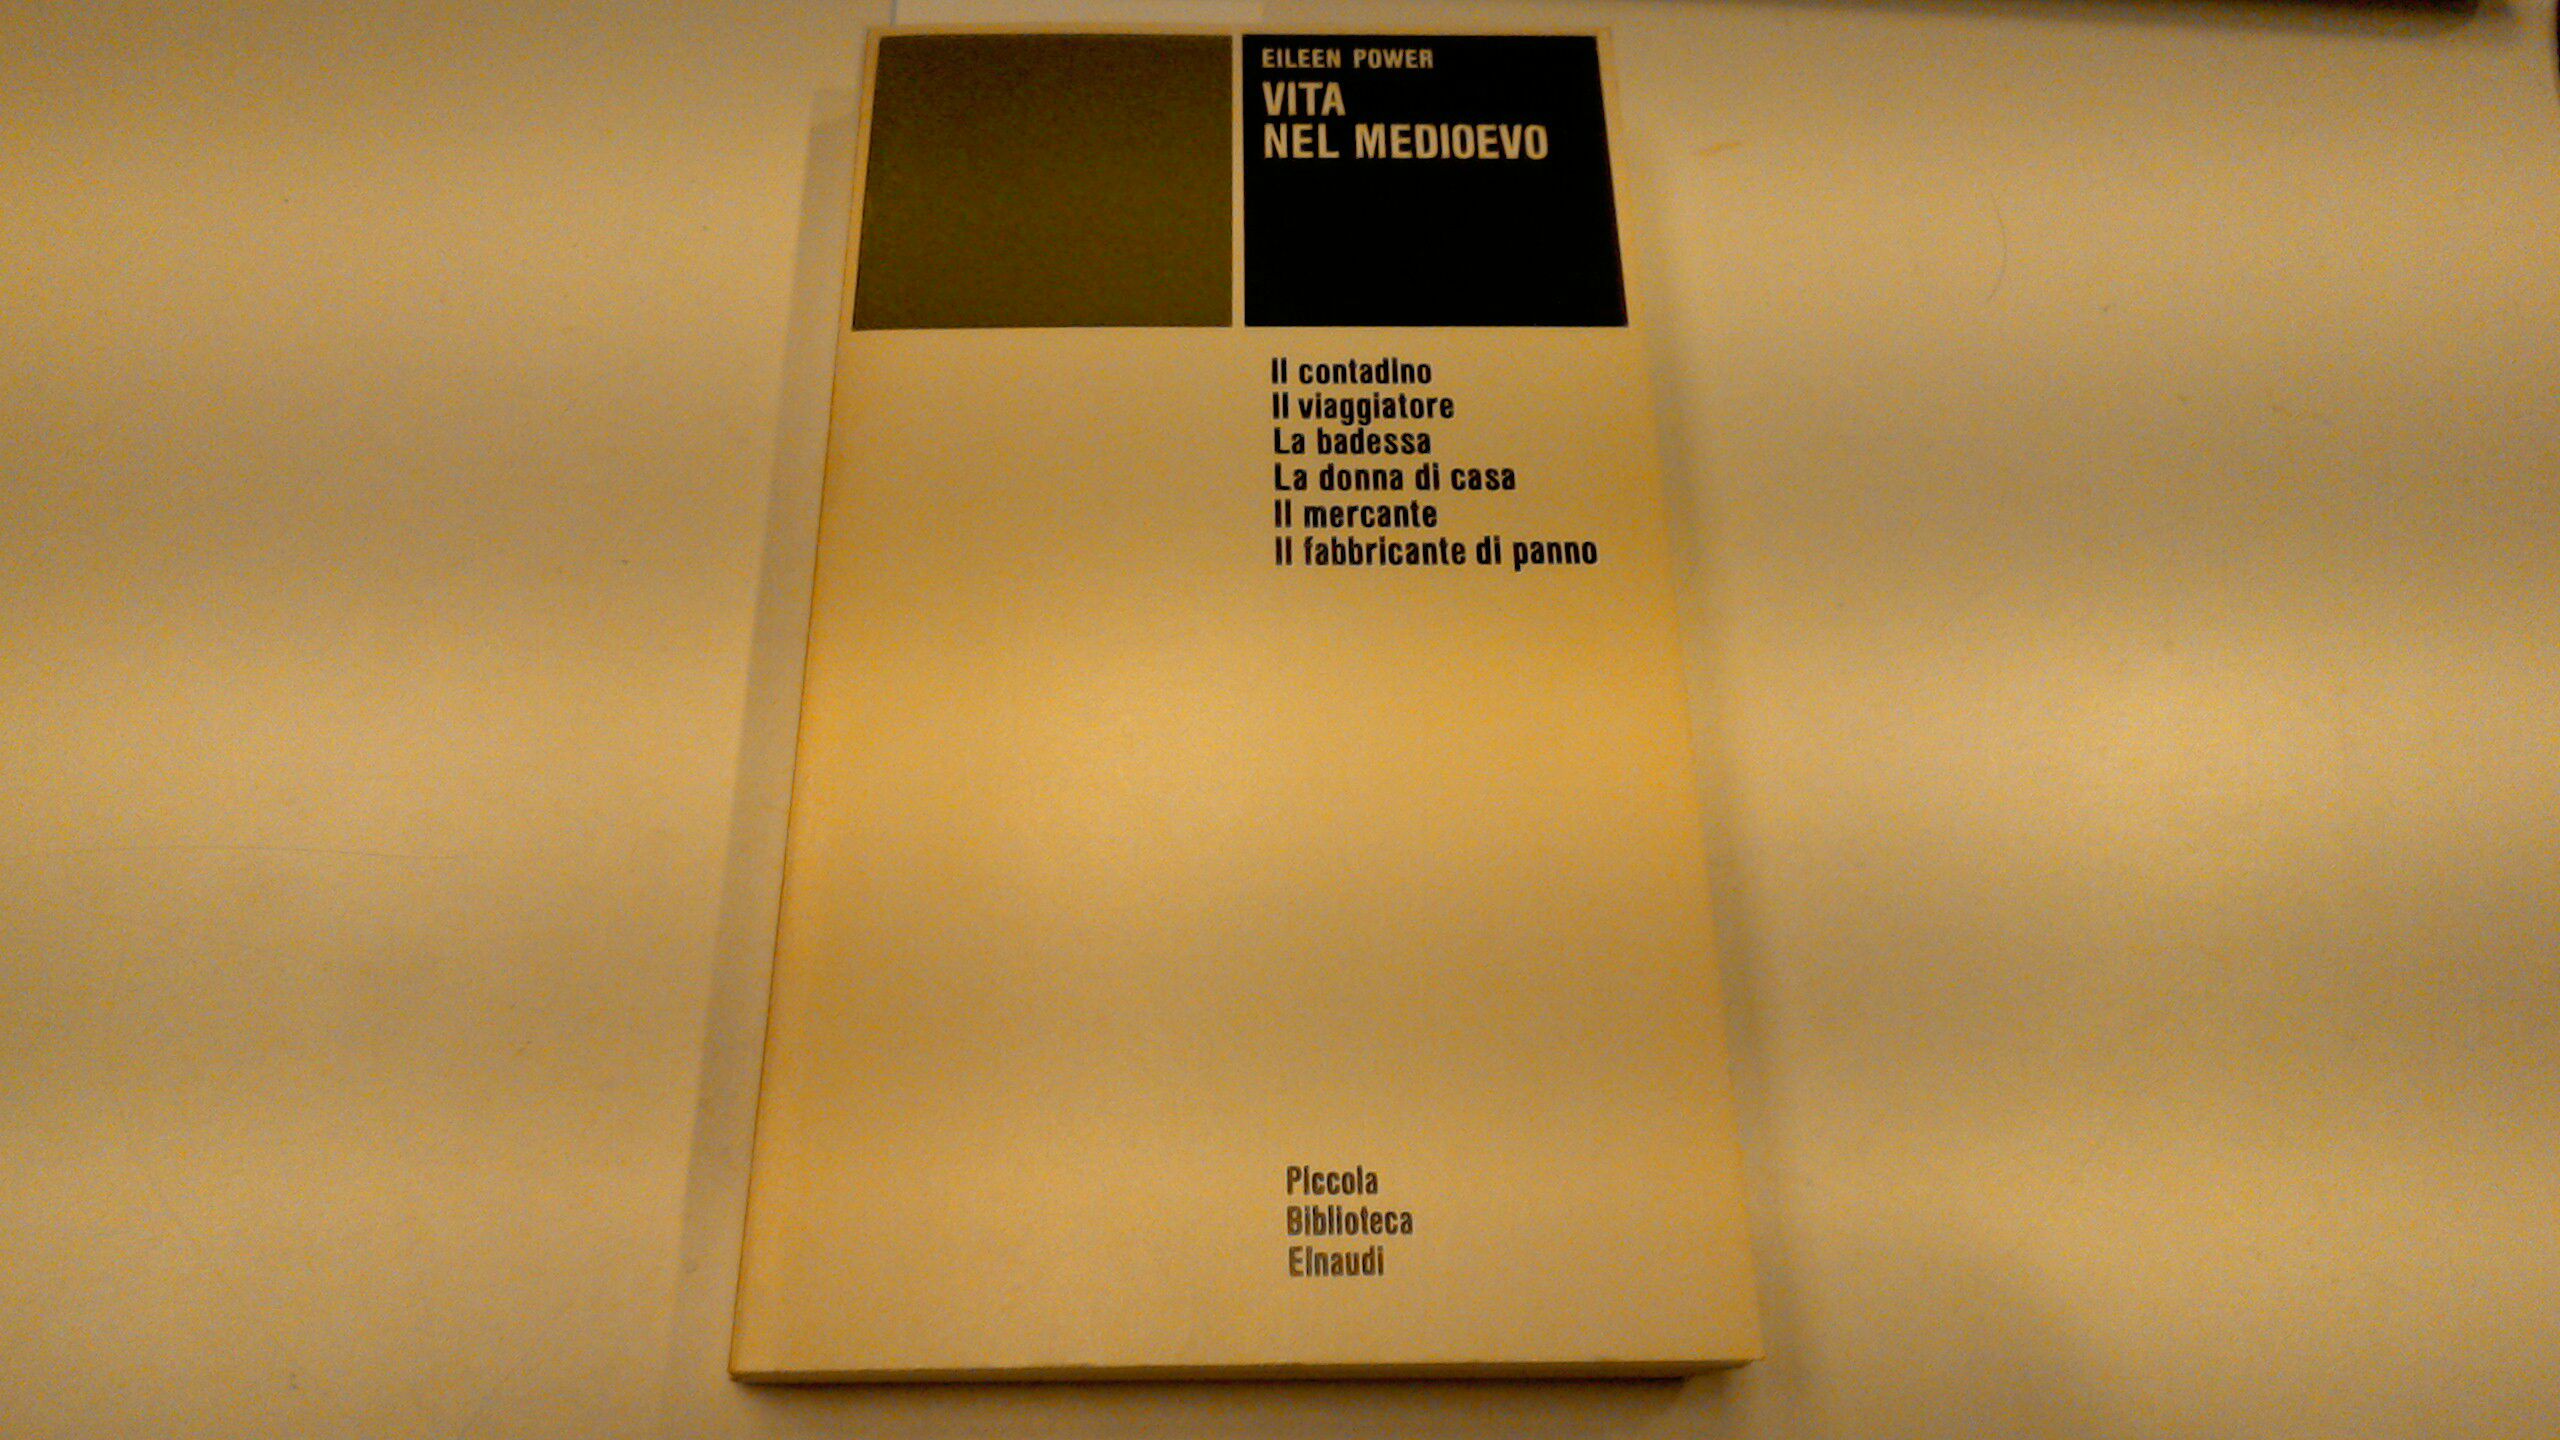 EILEEN POWER
VITA
NEL MEDIOEVO
Il contadino
Il viaggiatore
La badessa
La donna di casa
Il mercante
Il fabbricante di panno
Piccola
Biblioteca
Einaudi